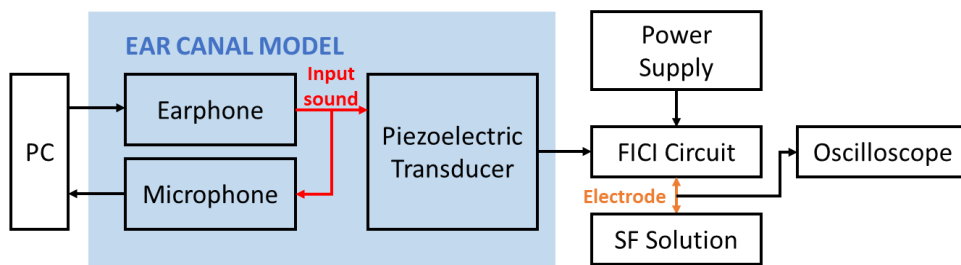 EAR CANAL MODEL
PC
Earphone
Input
sound
Microphone
Piezoelectric
Transducer
Power
Supply
FICI Circuit
Oscilloscope
Electrode
SF Solution